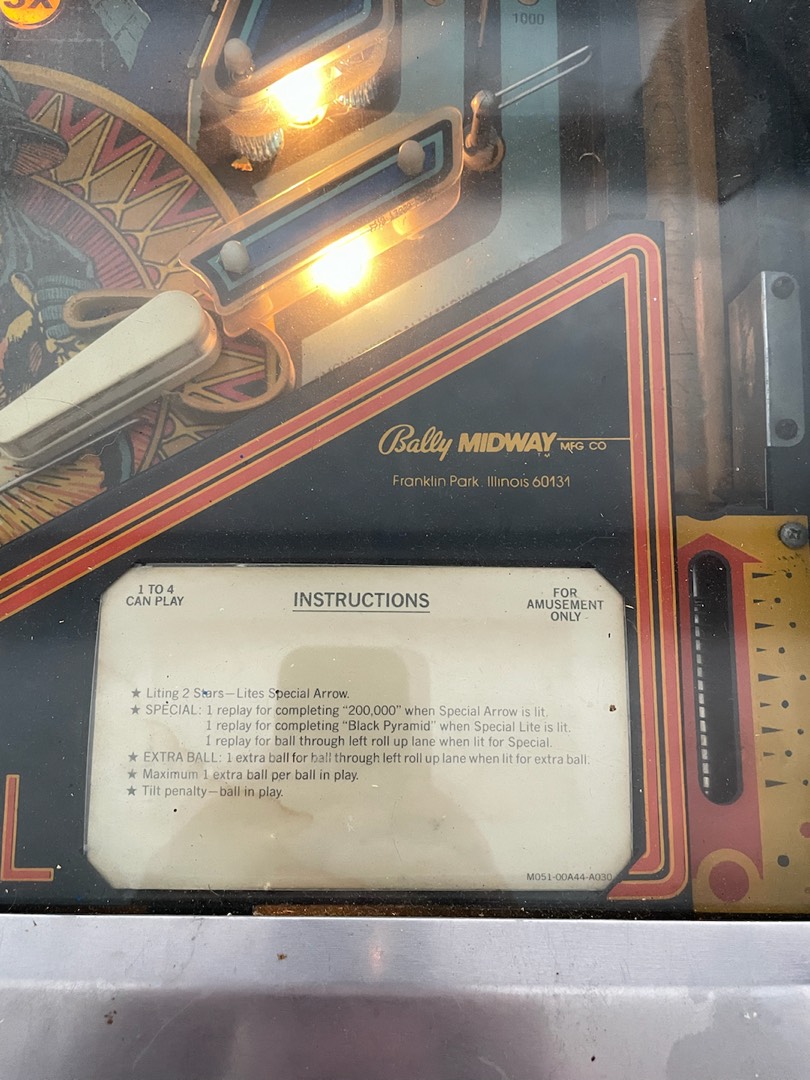 3X
1000
Bally MIDWAY MFG CO
TM
Franklin Park, Illinois 60131
1 TO 4
CAN PLAY
INSTRUCTIONS
FOR
AMUSEMENT
ONLY
★ Liting 2 Stars—Lites Special Arrow.
★ SPECIAL: 1 replay for completing “200,000” when Special Arrow is lit.
1 replay for completing “Black Pyramid” when Special Lite is lit.
1 replay for ball through left roll up lane when lit for Special.
★ EXTRA BALL: 1 extra ball for ball through left roll up lane when lit for extra ball.
★ Maximum 1 extra ball per ball in play.
★ Tilt penalty—ball in play.
M051-00A44-A030
L